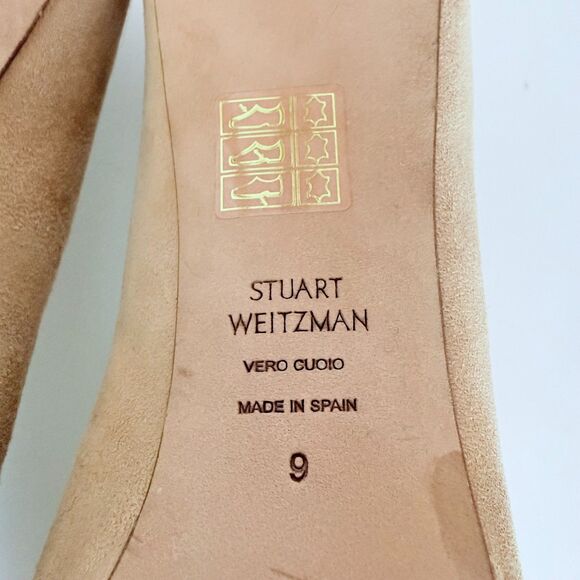 STUART
WEITZMAN
VERO CUOIO
MADE IN SPAIN
9